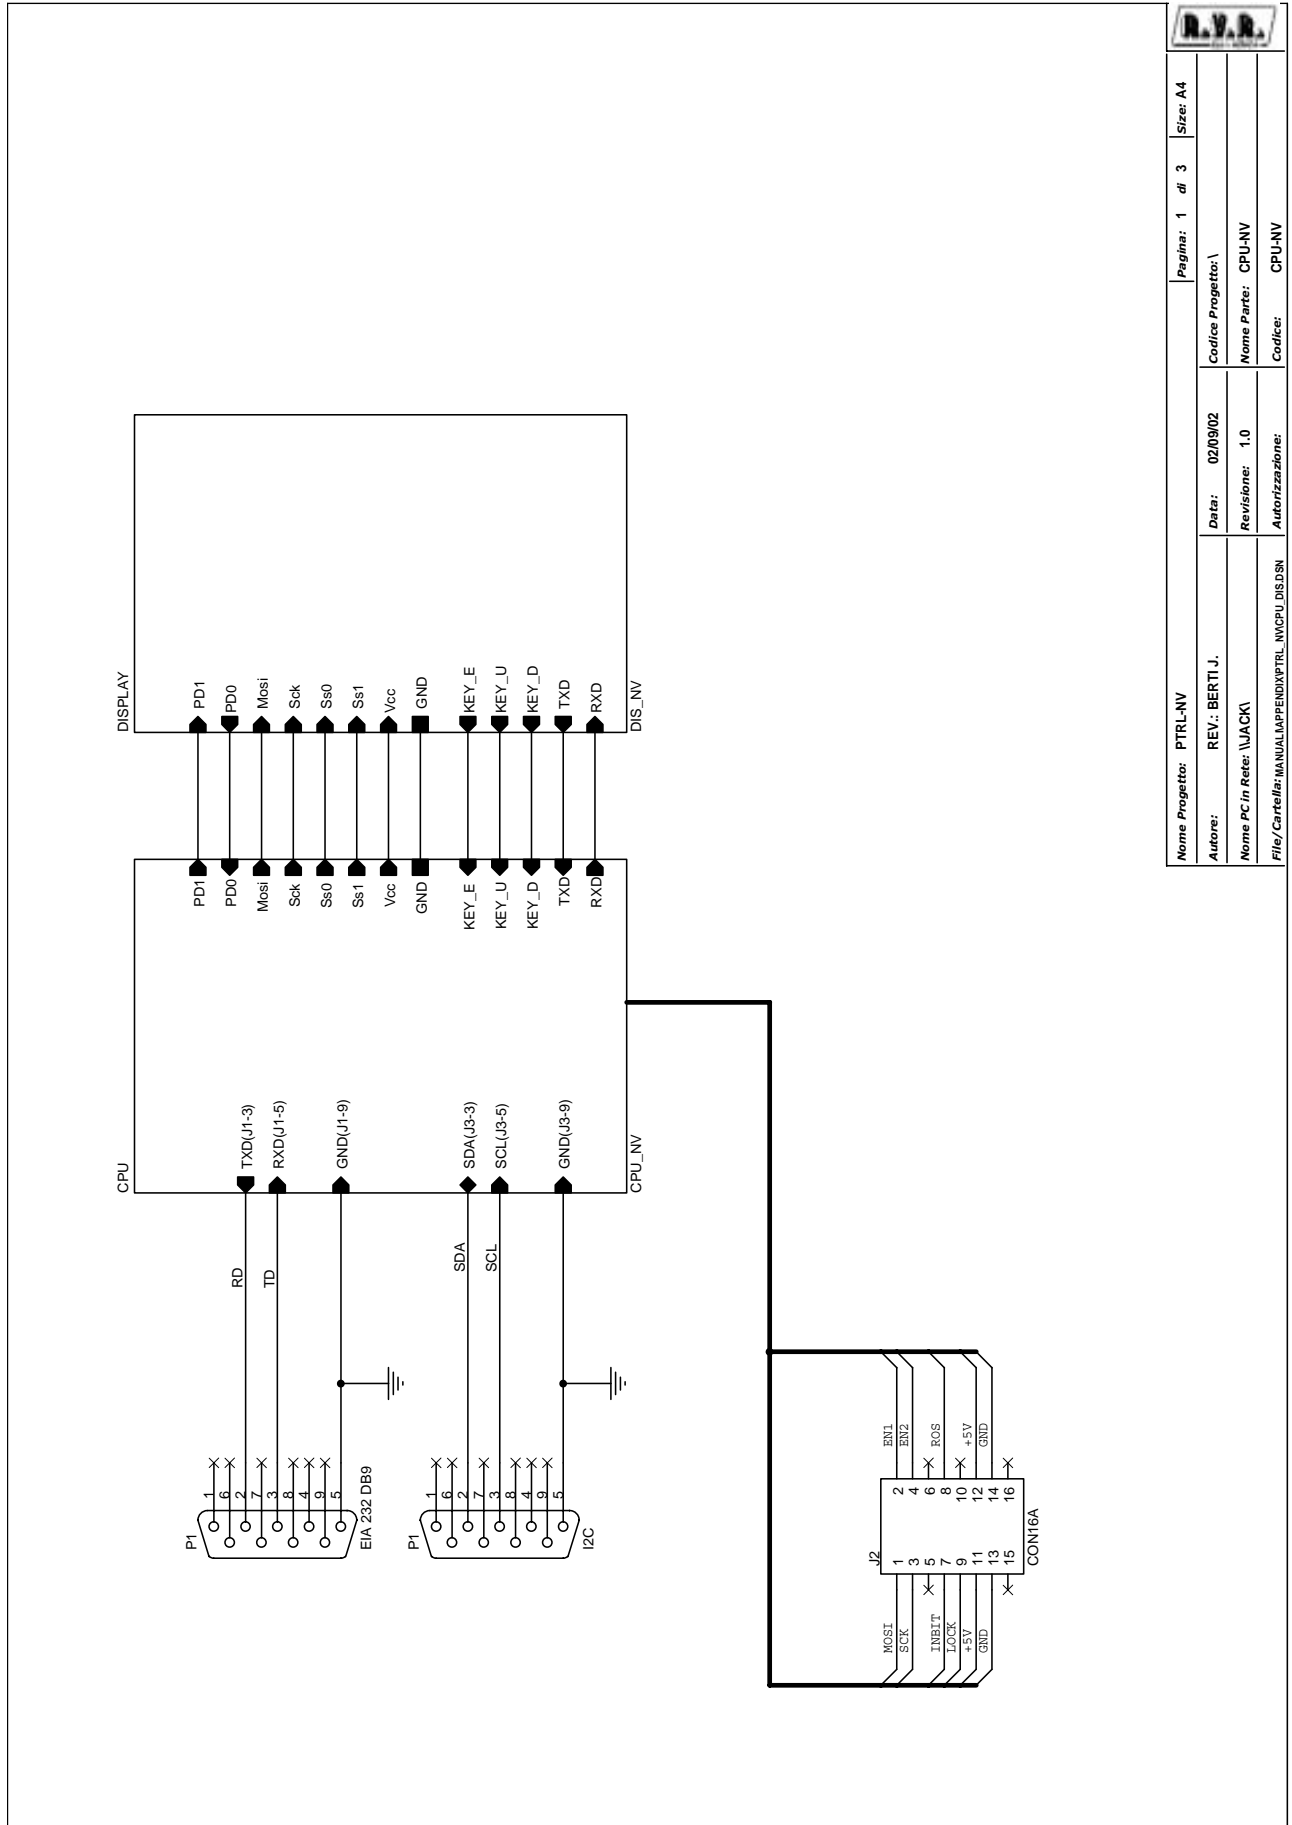 CPU
DISPLAY
P1
1
6
2
7
3
8
4
9
5
EIA 232 DB9
RD
TD
TXD(J1-3)
RXD(J1-5)
GND(J1-9)
P1
1
6
2
7
3
8
4
9
5
I2C
SDA
SCL
SDA(J3-3)
SCL(J3-5)
GND(J3-9)
CPU_NV
PD1
PD0
Mosi
Sck
Ss0
Ss1
Vcc
GND
KEY_E
KEY_U
KEY_D
TXD
RXD
PD1
PD0
Mosi
Sck
Ss0
Ss1
Vcc
GND
KEY_E
KEY_U
KEY_D
TXD
RXD
DIS_NV
J2
MOSI 1 2 EN1
SCK 3 4 EN2
5 6
INBIT 7 8 ROS
LOCK 9 10
+5V 11 12 +5V
GND 13 14 GND
15 16
CON16A
Nome Progetto: PTRL-NV Pagina: 1 di 3 Size: A4
R.V.R.
Autore: REV.: BERTI J. Data: 02/09/02 Codice Progetto: \
Nome PC in Rete: \\JACK\ Revisione: 1.0 Nome Parte: CPU-NV
File/Cartella: MANUALI\APPENDIX\PTRL_NV\CPU_DIS.DSN Autorizzazione: Codice: CPU-NV